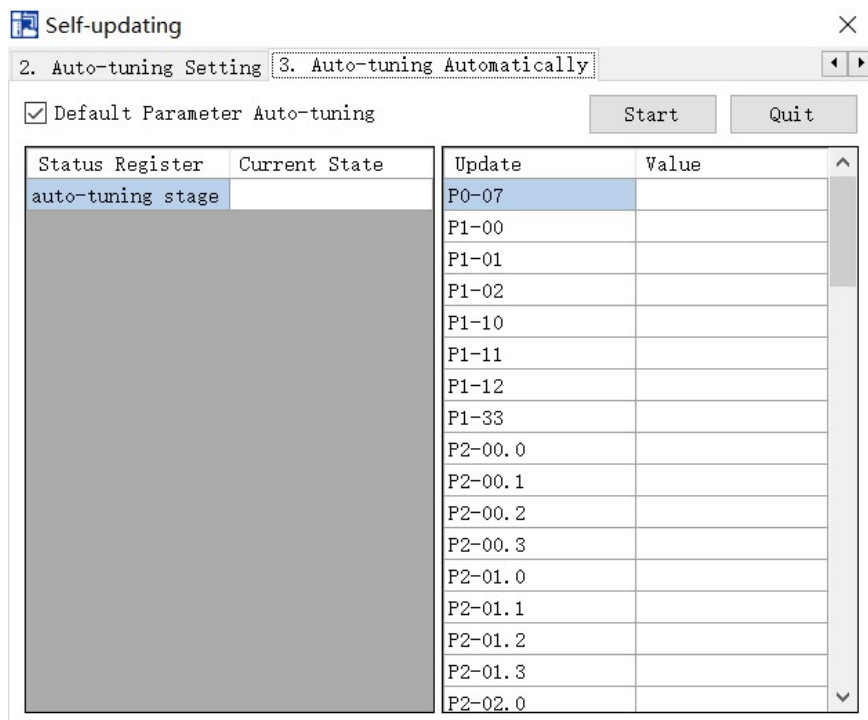 Self-updating
2. Auto-tuning Setting 3. Auto-tuning Automatically
Default Parameter Auto-tuning Start Quit
Status Register Current State Update Value
auto-tuning stage P0-07
P1-00
P1-01
P1-02
P1-10
P1-11
P1-12
P1-33
P2-00.0
P2-00.1
P2-00.2
P2-00.3
P2-01.0
P2-01.1
P2-01.2
P2-01.3
P2-02.0